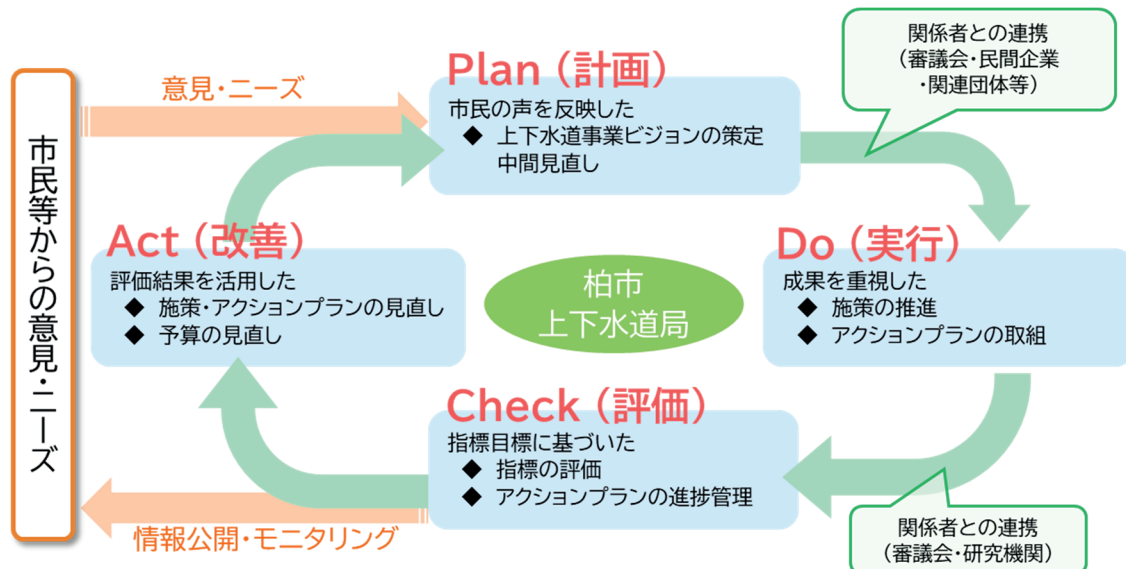 市民等からの意見・ニーズ
意見・ニーズ
Plan（計画）
市民の声を反映した
◆ 上下水道事業ビジョンの策定
中間見直し
関係者との連携
（審議会・民間企業
・関連団体等）
Do（実行）
成果を重視した
◆ 施策の推進
◆ アクションプランの取組
柏市
上下水道局
Act（改善）
評価結果を活用した
◆ 施策・アクションプランの見直し
◆ 予算の見直し
Check（評価）
指標目標に基づいた
◆ 指標の評価
◆ アクションプランの進捗管理
関係者との連携
（審議会・研究機関）
情報公開・モニタリング